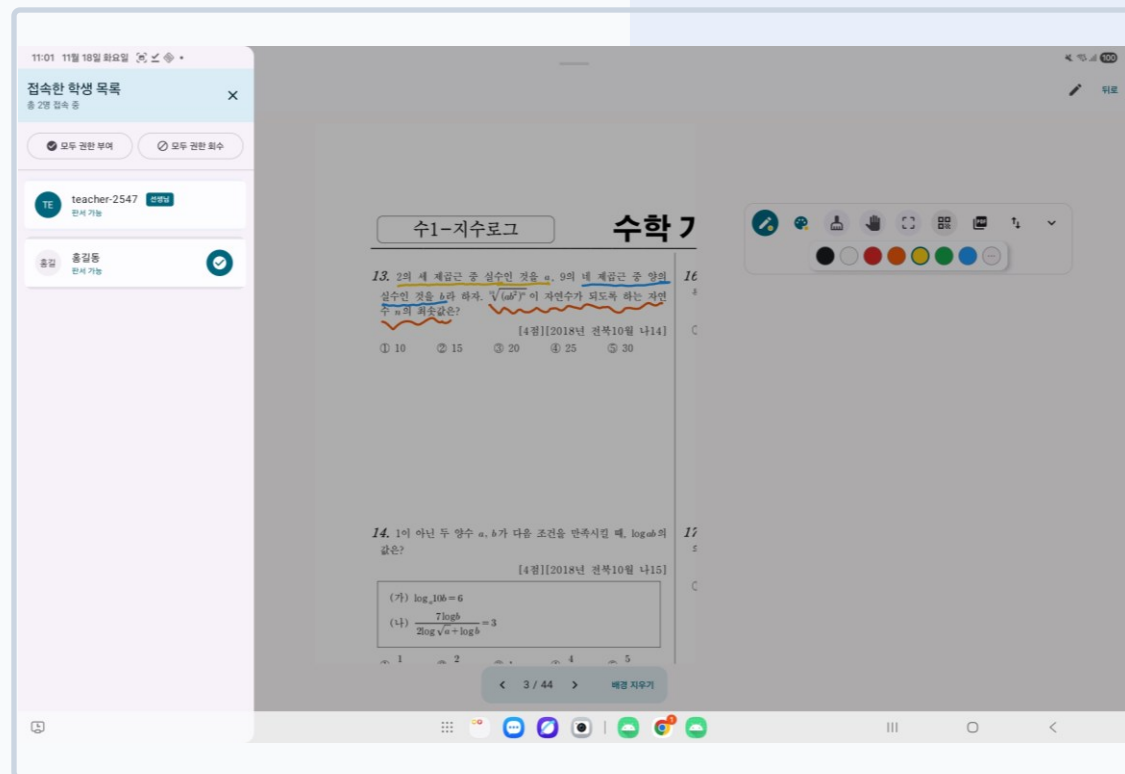 11:01 11월 18일 화요일
100
접속한 학생 목록
총 2명 접속 중
뒤로
모두 권한 부여
모두 권한 회수
TE
teacher-2547 선생님
판서 가능
홍길
홍길동
판서 가능
PDF
수1-지수로그
수학
13. 2의 세 제곱근 중 실수인 것을 a, 9의 네 제곱근 중 양의
실수인 것을 b라 하자.
이 자연수가 되도록 하는 자연
수 n의 최솟값은?
[4점][2018년 전북10월 나14]
① 10 ② 15 ③ 20 ④ 25 ⑤ 30
16
14. 1이 아닌 두 양수 a, b가 다음 조건을 만족시킬 때, logab의
값은?
[4점][2018년 전북10월 나15]
(가) logₐ10b=6
(나) 7logb / 2log√a+logb =3
17
3 / 44
배경 지우기